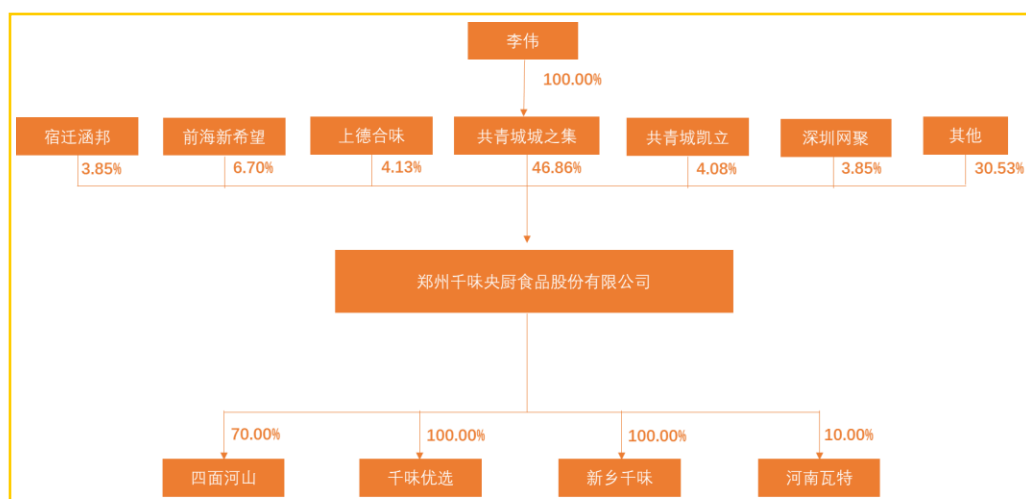 李伟
100.00%
宿迁涵邦
前海新希望
上德合味
共青城城之集
共青城凯立
深圳网聚
其他
3.85%
6.70%
4.13%
46.86%
4.08%
3.85%
30.53%
郑州千味央厨食品股份有限公司
70.00%
100.00%
100.00%
10.00%
四面河山
千味优选
新乡千味
河南瓦特